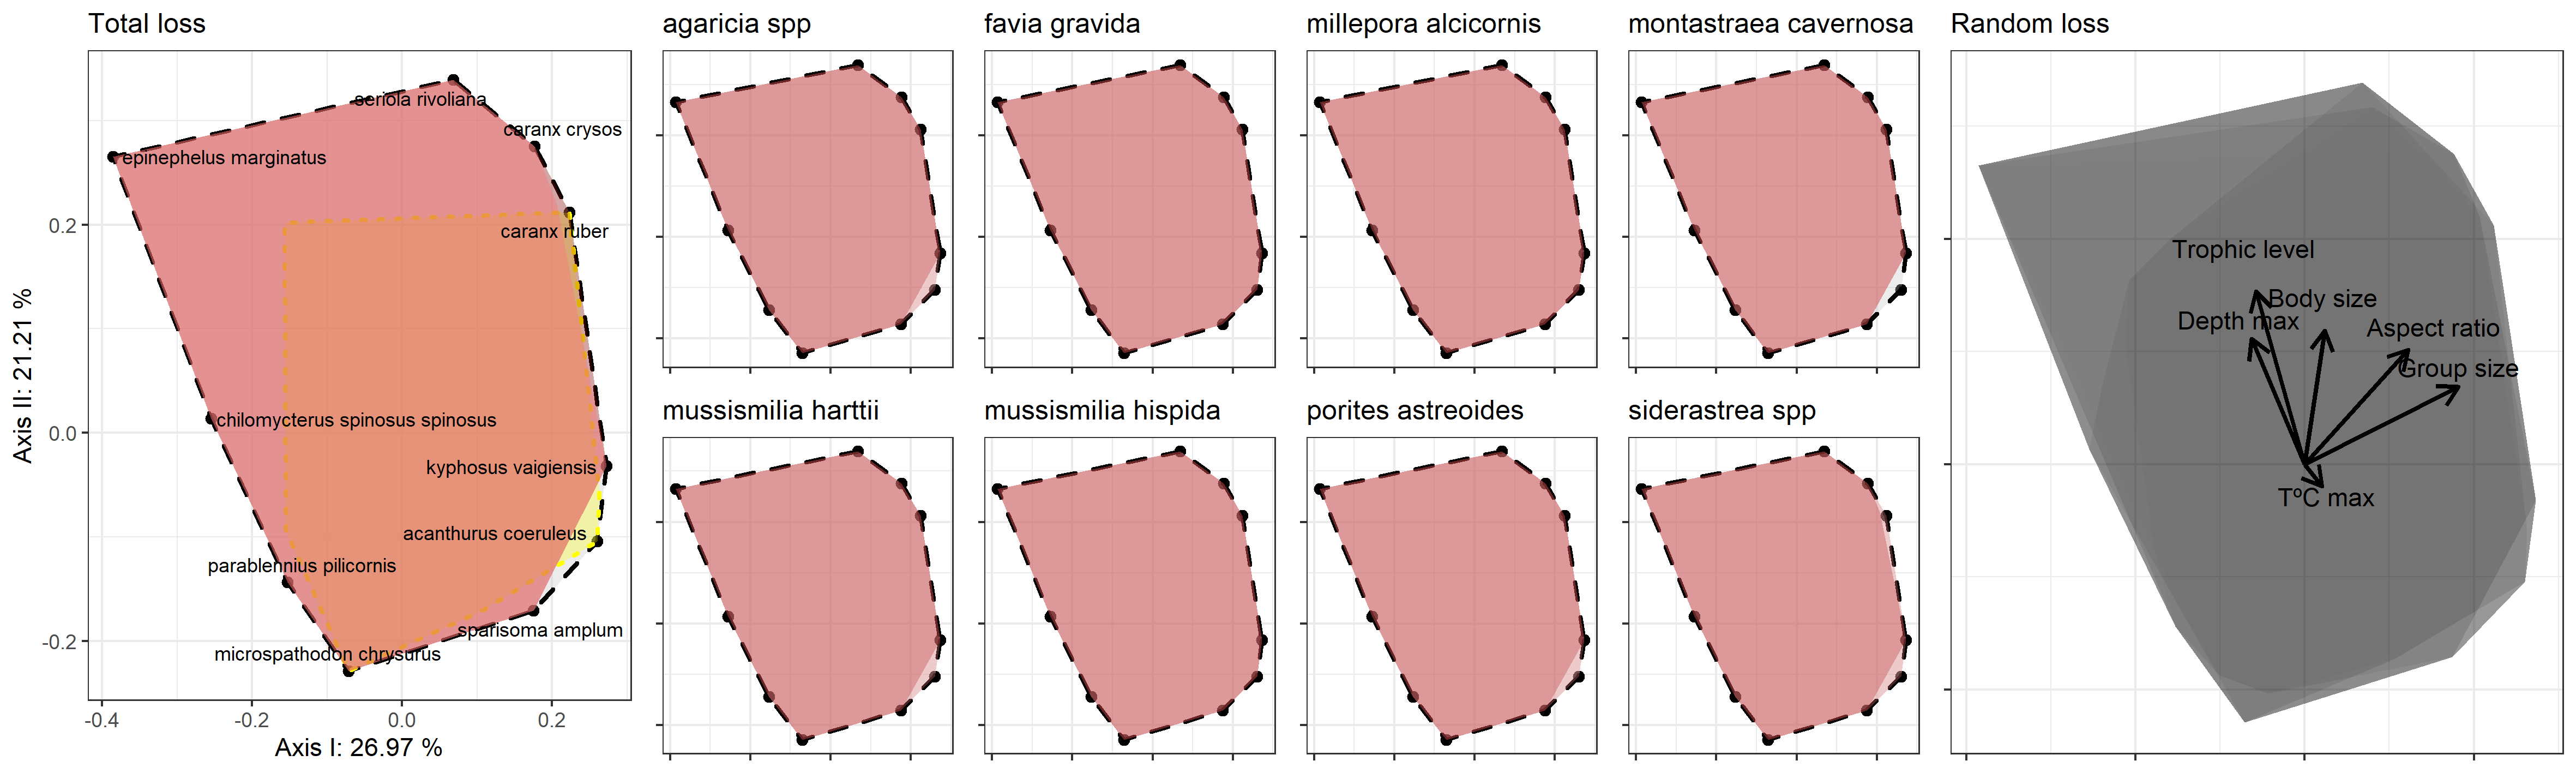 Total loss
agaricia spp
favia gravida
millepora alcicornis
montastraea cavernosa
Random loss
seriola rivoliana
caranx crysos
epinephelus marginatus
caranx ruber
chilomycterus spinosus spinosus
kyphosus vaigiensis
acanthurus coeruleus
parablennius pilicornis
sparisoma amplum
microspathodon chrysurus
0.2
0.0
-0.2
-0.4
-0.2
0.0
0.2
Axis I: 26.97 %
Axis II: 21.21 %
mussismilia harttii
mussismilia hispida
porites astreoides
siderastrea spp
Trophic level
Body size
Depth max
Aspect ratio
Group size
TºC max